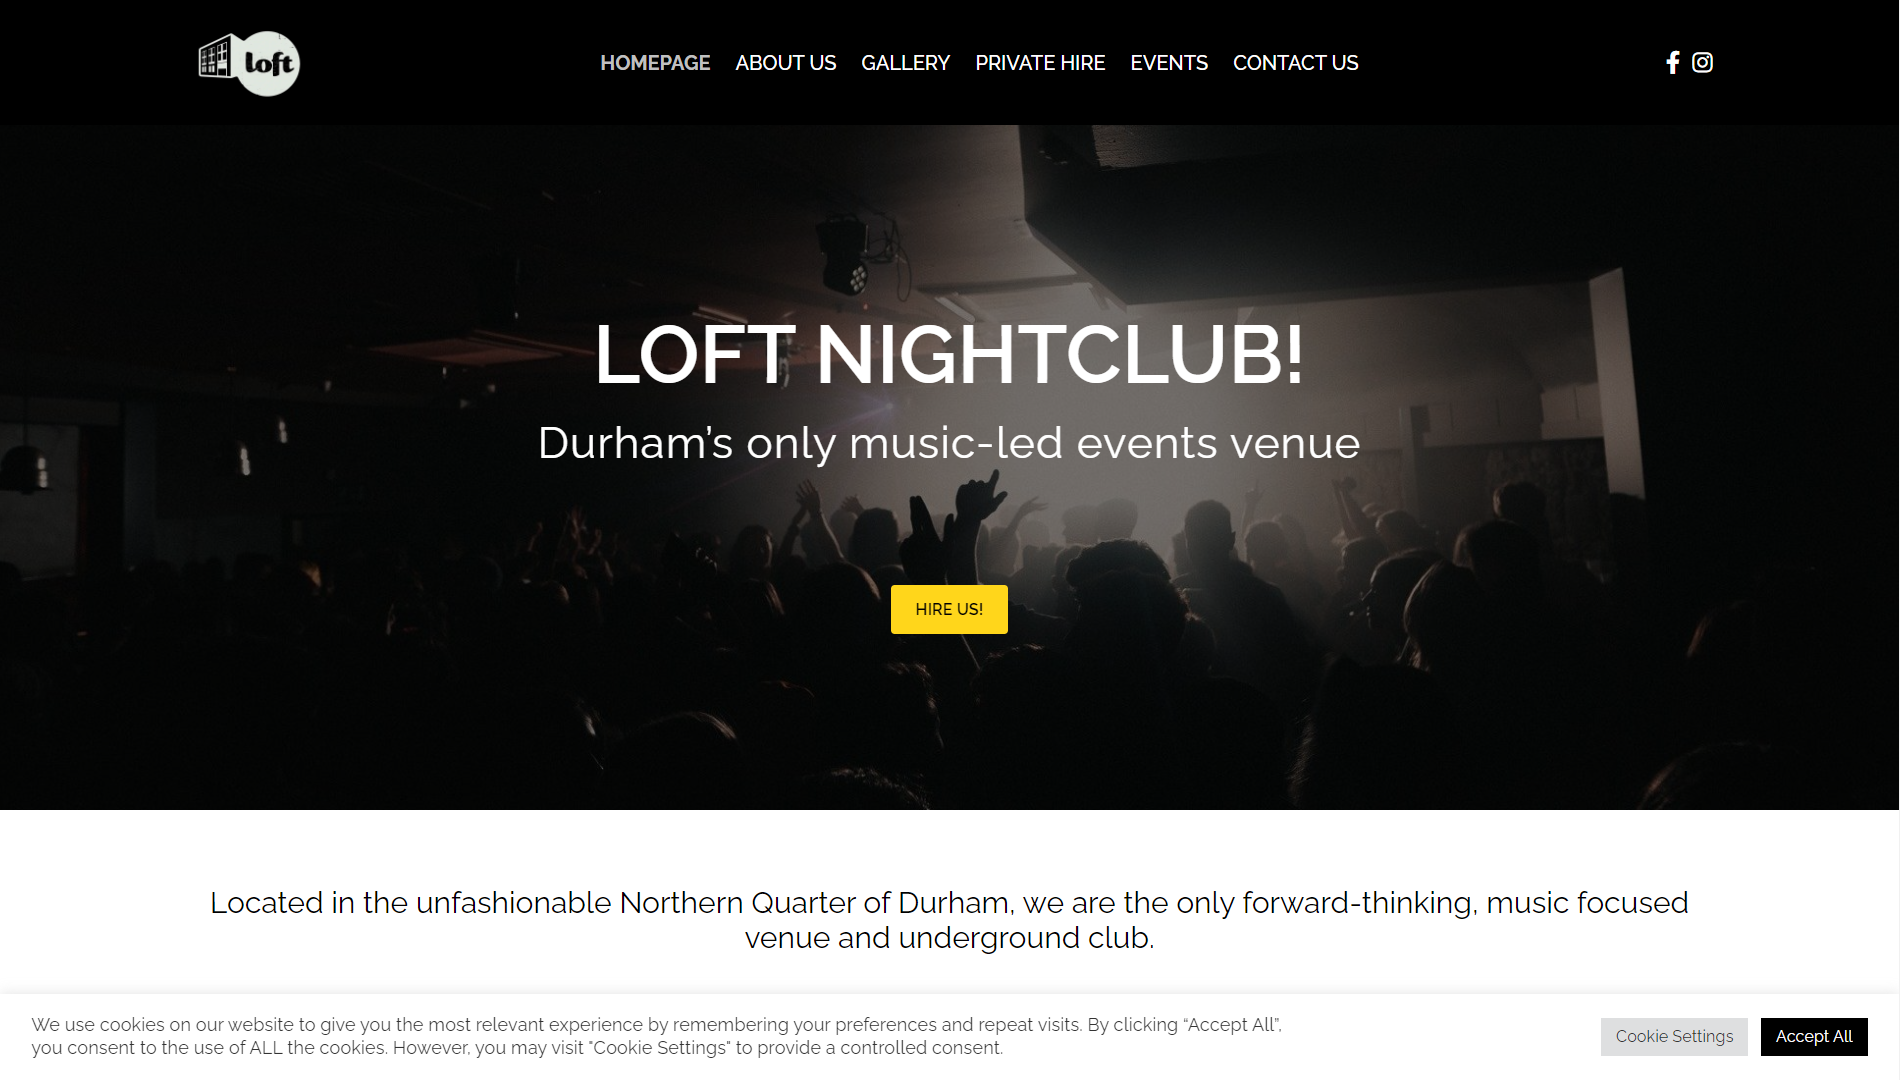 loft
HOMEPAGE ABOUT US GALLERY PRIVATE HIRE EVENTS CONTACT US
LOFT NIGHTCLUB!
Durham’s only music-led events venue
HIRE US!
Located in the unfashionable Northern Quarter of Durham, we are the only forward-thinking, music focused
venue and underground club.
We use cookies on our website to give you the most relevant experience by remembering your preferences and repeat visits. By clicking “Accept All”,
you consent to the use of ALL the cookies. However, you may visit "Cookie Settings" to provide a controlled consent.
Cookie Settings
Accept All